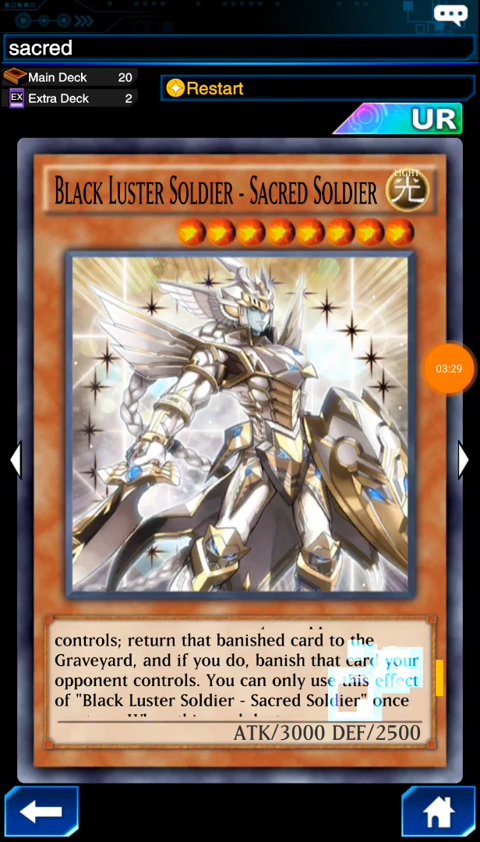 sacred
Main Deck 20
EX Extra Deck 2
Restart
UR
BLACK LUSTER SOLDIER - SACRED SOLDIER
LIGHT
光
03:29
controls; return that banished card to the
Graveyard, and if you do, banish that card your
opponent controls. You can only use this effect
of "Black Luster Soldier - Sacred Soldier" once
ATK/3000 DEF/2500